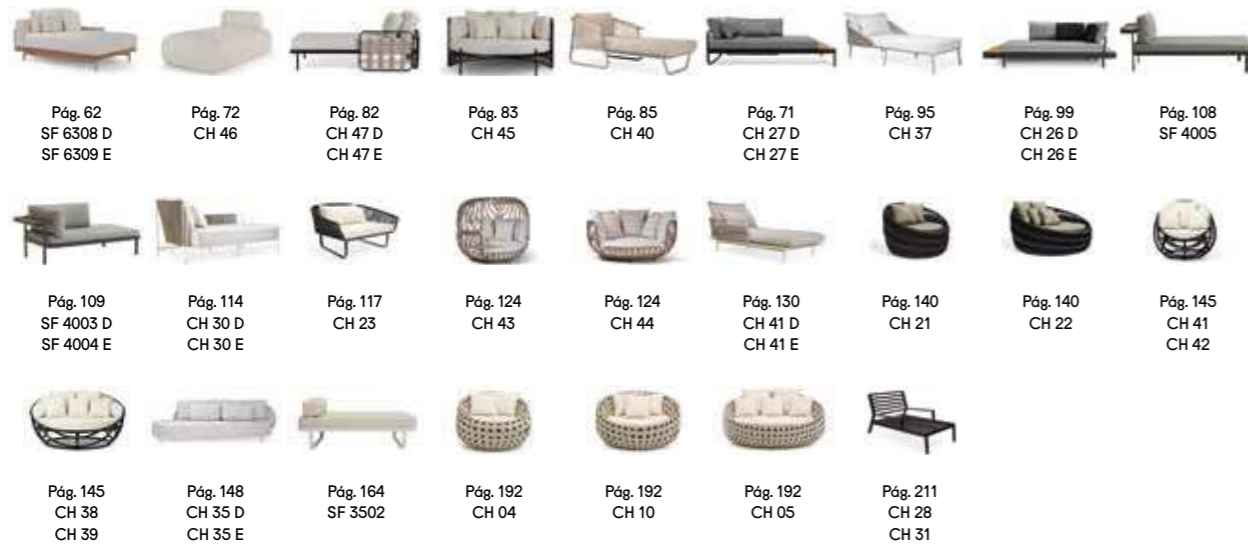 Pág. 62
SF 6308 D
SF 6309 E
Pág. 72
CH 46
Pág. 82
CH 47 D
CH 47 E
Pág. 83
CH 45
Pág. 85
CH 40
Pág. 71
CH 27 D
CH 27 E
Pág. 95
CH 37
Pág. 99
CH 26 D
CH 26 E
Pág. 108
SF 4005
Pág. 109
SF 4003 D
SF 4004 E
Pág. 114
CH 30 D
CH 30 E
Pág. 117
CH 23
Pág. 124
CH 43
Pág. 124
CH 44
Pág. 130
CH 41 D
CH 41 E
Pág. 140
CH 21
Pág. 140
CH 22
Pág. 145
CH 41
CH 42
Pág. 145
CH 38
CH 39
Pág. 148
CH 35 D
CH 35 E
Pág. 164
SF 3502
Pág. 192
CH 04
Pág. 192
CH 10
Pág. 192
CH 05
Pág. 211
CH 28
CH 31